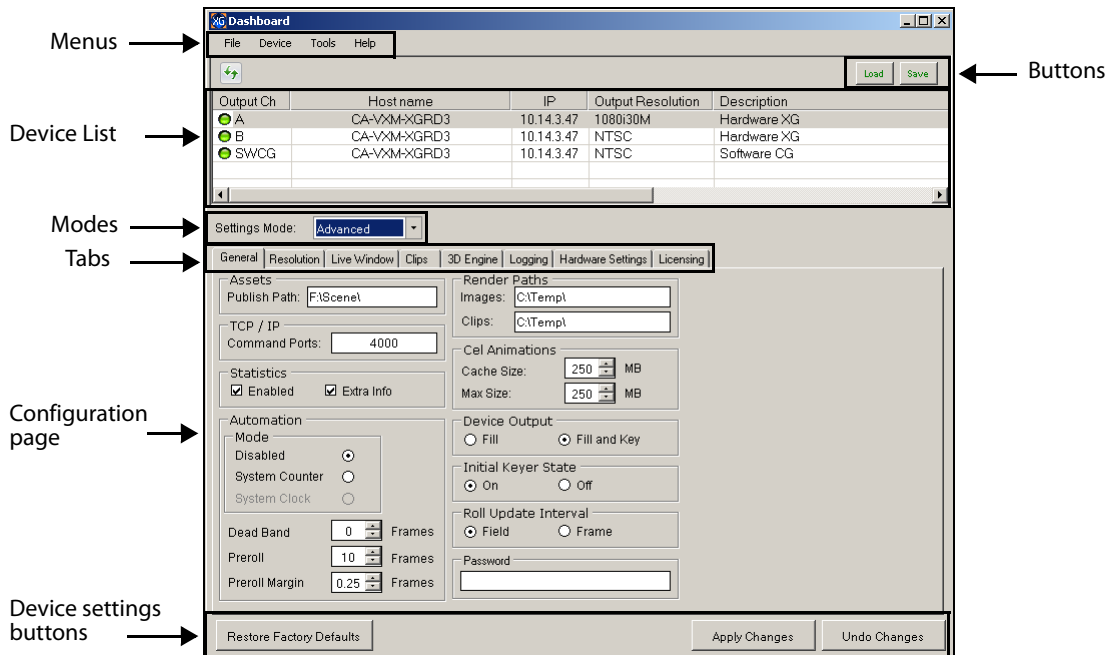 XG Dashboard
Menus
File Device Tools Help
Load Save
Buttons
Device List
Output Ch Host name IP Output Resolution Description
A CA-VXM-XGRD3 10.14.3.47 1080i30M Hardware XG
B CA-VXM-XGRD3 10.14.3.47 NTSC Hardware XG
SWCG CA-VXM-XGRD3 10.14.3.47 NTSC Software CG
Modes
Settings Mode: Advanced
Tabs
General Resolution Live Window Clips 3D Engine Logging Hardware Settings Licensing
Assets
Publish Path: F:\Scene\
TCP / IP
Command Ports: 4000
Statistics
Enabled Extra Info
Configuration
page
Automation
Mode
Disabled
System Counter
System Clock
Dead Band 0 Frames
Preroll 10 Frames
Preroll Margin 0.25 Frames
Render Paths
Images: C:\Temp\
Clips: C:\Temp\
Cel Animations
Cache Size: 250 MB
Max Size: 250 MB
Device Output
Fill Fill and Key
Initial Keyer State
On Off
Roll Update Interval
Field Frame
Password
Device settings
buttons
Restore Factory Defaults Apply Changes Undo Changes